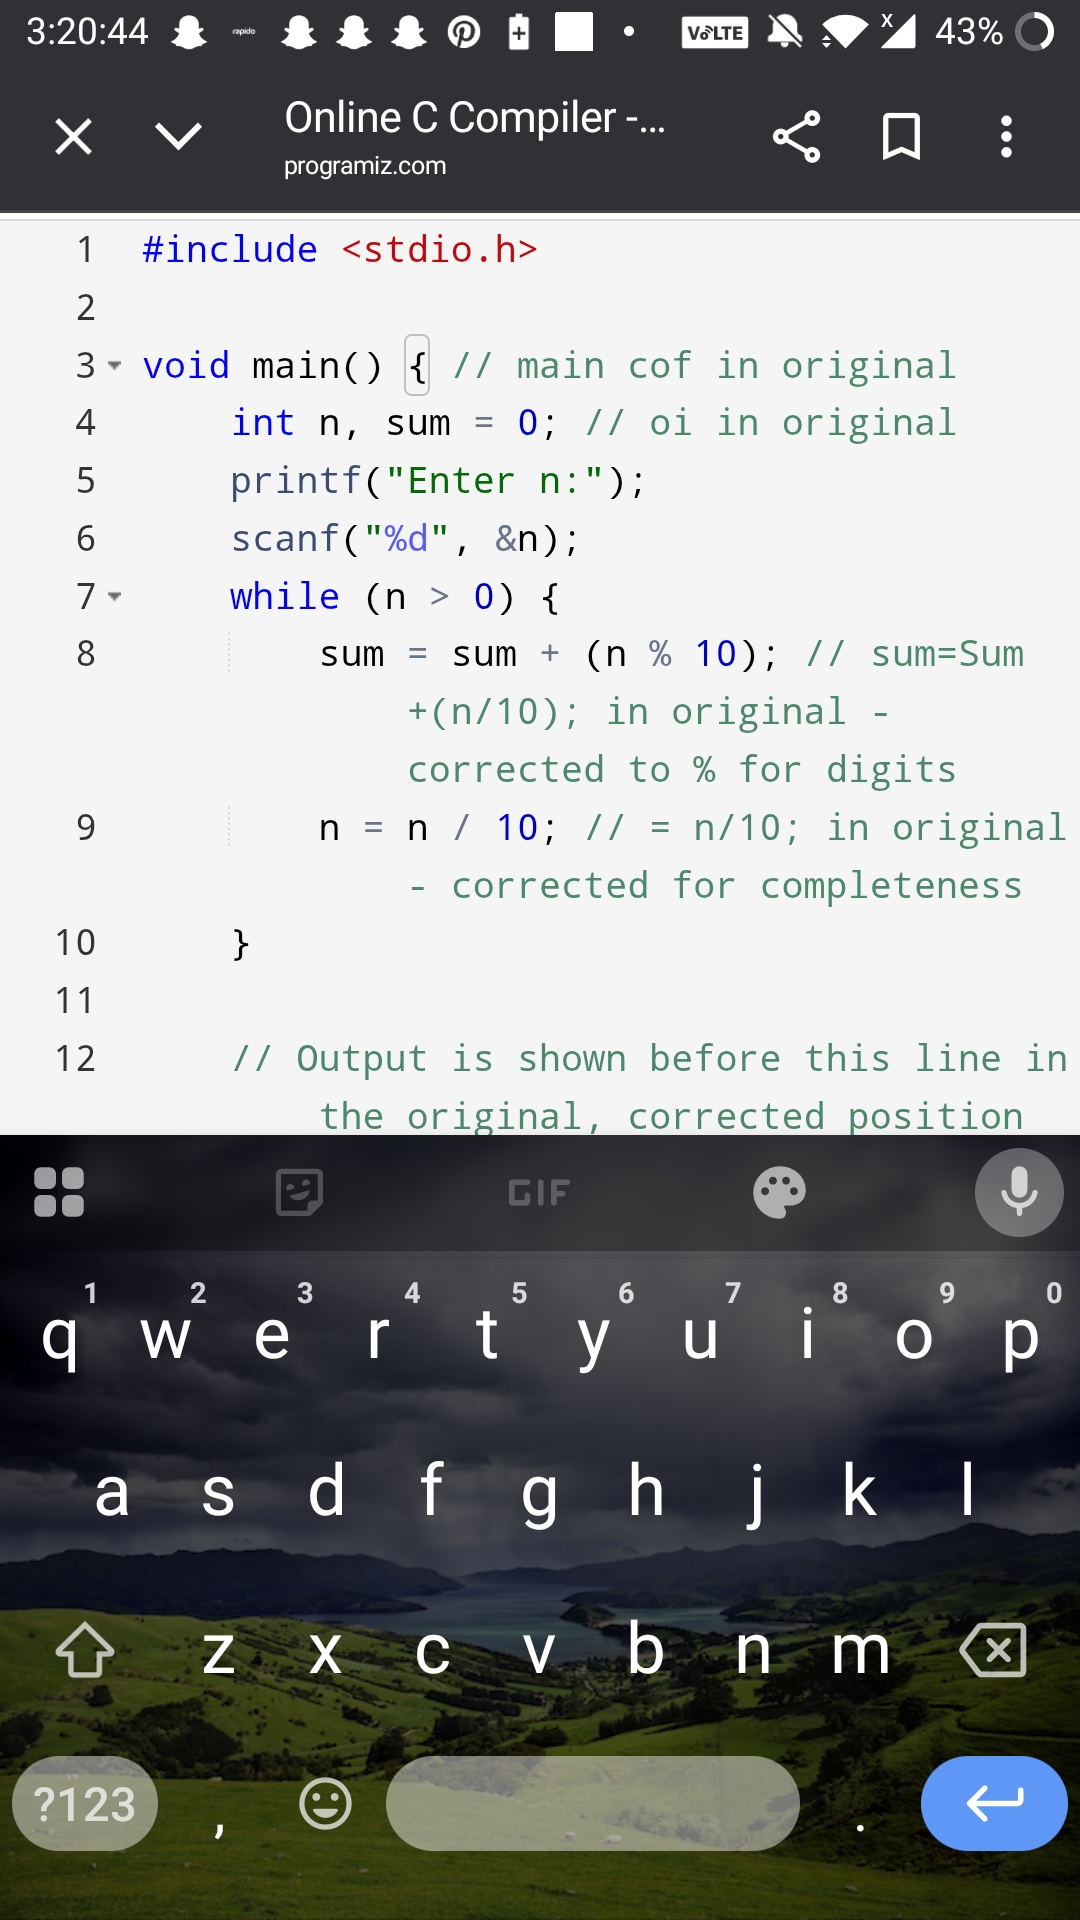 3:20:44 rapido VoLTE x 43%
Online C Compiler -...
programiz.com
1 #include <stdio.h>
2
3 void main() { // main cof in original
4 int n, sum = 0; // oi in original
5 printf("Enter n:");
6 scanf("%d", &n);
7 while (n > 0) {
8 sum = sum + (n % 10); // sum=Sum
+(n/10); in original -
corrected to % for digits
9 n = n / 10; // = n/10; in original
- corrected for completeness
10 }
11
12 // Output is shown before this line in
the original, corrected position
GIF
1 2 3 4 5 6 7 8 9 0
q w e r t y u i o p
a s d f g h j k l
z x c v b n m
?123 , .